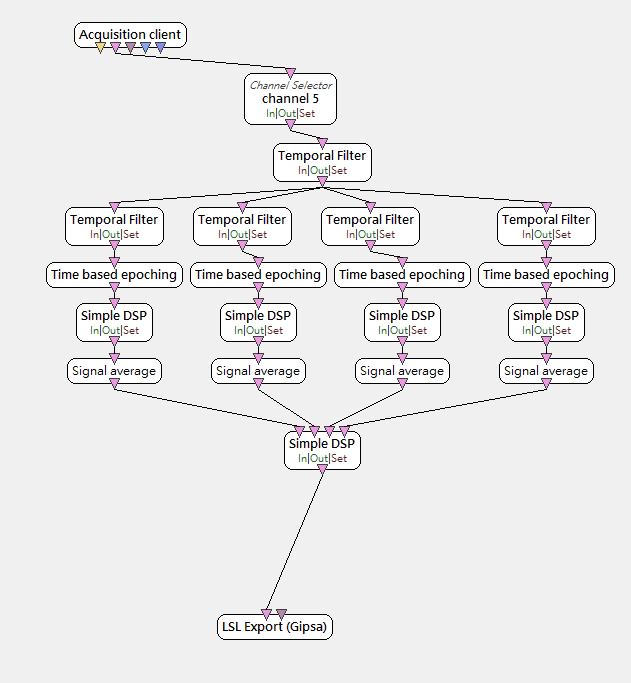 Acquisition client
Channel Selector
channel 5
In|Out|Set
Temporal Filter
In|Out|Set
Temporal Filter
In|Out|Set
Temporal Filter
In|Out|Set
Temporal Filter
In|Out|Set
Temporal Filter
In|Out|Set
Time based epoching
Time based epoching
Time based epoching
Time based epoching
Simple DSP
In|Out|Set
Simple DSP
In|Out|Set
Simple DSP
In|Out|Set
Simple DSP
In|Out|Set
Signal average
Signal average
Signal average
Signal average
Simple DSP
In|Out|Set
LSL Export (Gipsa)